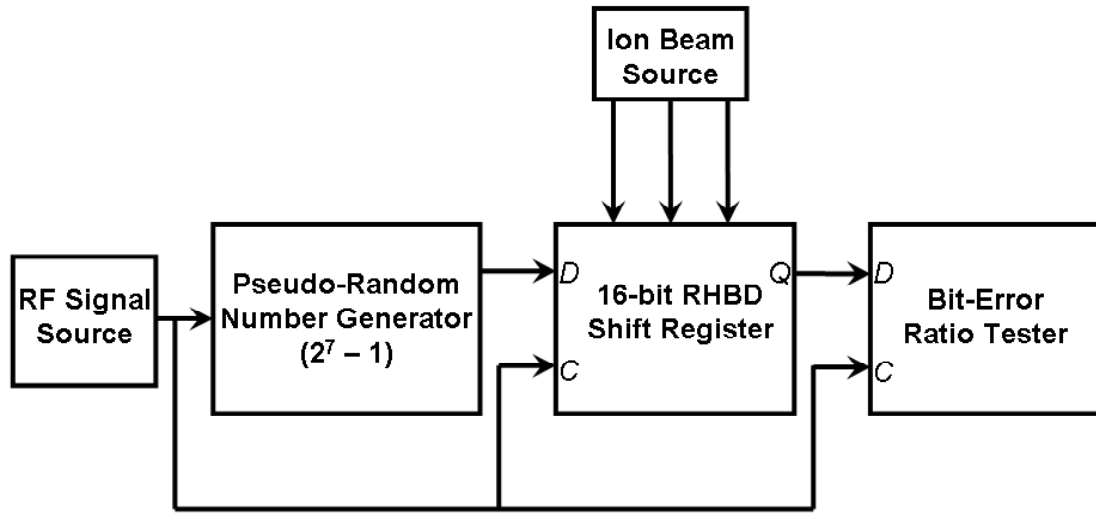 Ion Beam
Source
RF Signal
Source
Pseudo-Random
Number Generator
(2⁷ – 1)
D
C
16-bit RHBD
Shift Register
Q
D
C
Bit-Error
Ratio Tester